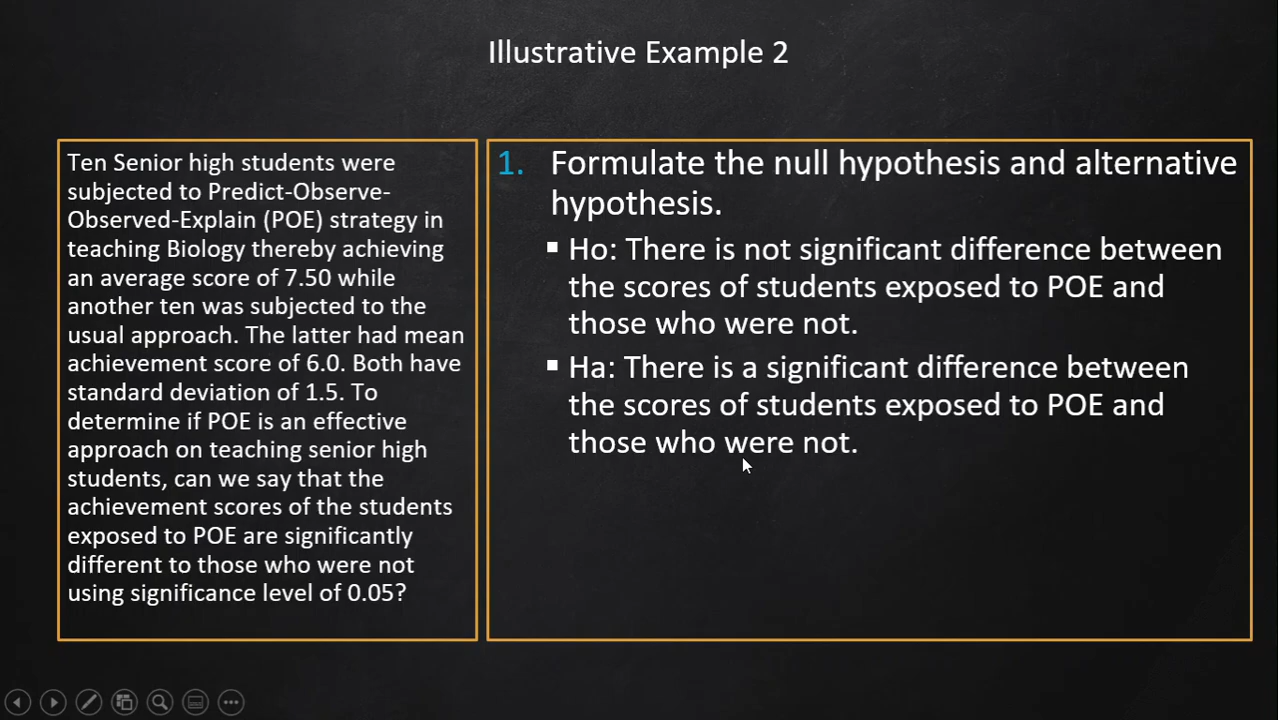 Illustrative Example 2
Ten Senior high students were
subjected to Predict-Observe-
Observed-Explain (POE) strategy in
teaching Biology thereby achieving
an average score of 7.50 while
another ten was subjected to the
usual approach. The latter had mean
achievement score of 6.0. Both have
standard deviation of 1.5. To
determine if POE is an effective
approach on teaching senior high
students, can we say that the
achievement scores of the students
exposed to POE are significantly
different to those who were not
using significance level of 0.05?
1. Formulate the null hypothesis and alternative
hypothesis.
▪ Ho: There is not significant difference between
the scores of students exposed to POE and
those who were not.
▪ Ha: There is a significant difference between
the scores of students exposed to POE and
those who were not.